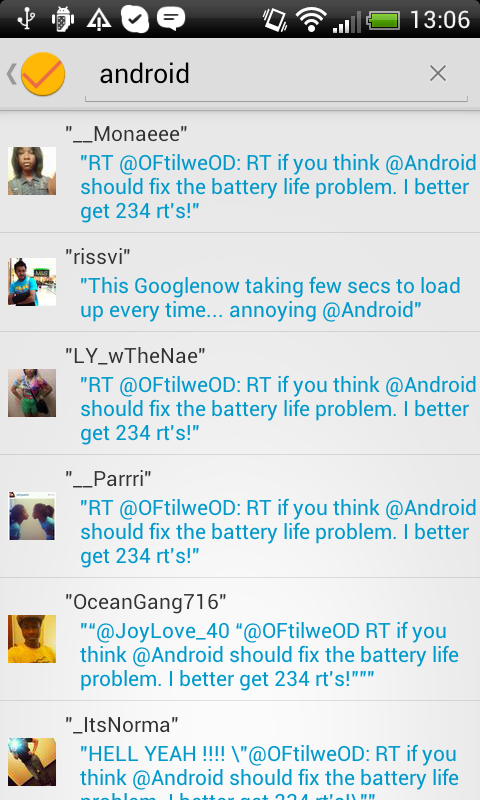 13:06
android
"__Monaeee"
"RT @OFtilweOD: RT if you think @Android
should fix the battery life problem. I better
get 234 rt's!"
"rissvi"
"This Googlenow taking few secs to load
up every time... annoying @Android"
"LY_wTheNae"
"RT @OFtilweOD: RT if you think @Android
should fix the battery life problem. I better
get 234 rt's!"
"__Parrri"
"RT @OFtilweOD: RT if you think @Android
should fix the battery life problem. I better
get 234 rt's!"
"OceanGang716"
"“@JoyLove_40 “@OFtilweOD RT if you
think @Android should fix the battery life
problem. I better get 234 rt's!"""
"_ItsNorma"
"HELL YEAH !!!! \"@OFtilweOD: RT if you
think @Android should fix the battery life
problem. I better get 234 rt's!\""